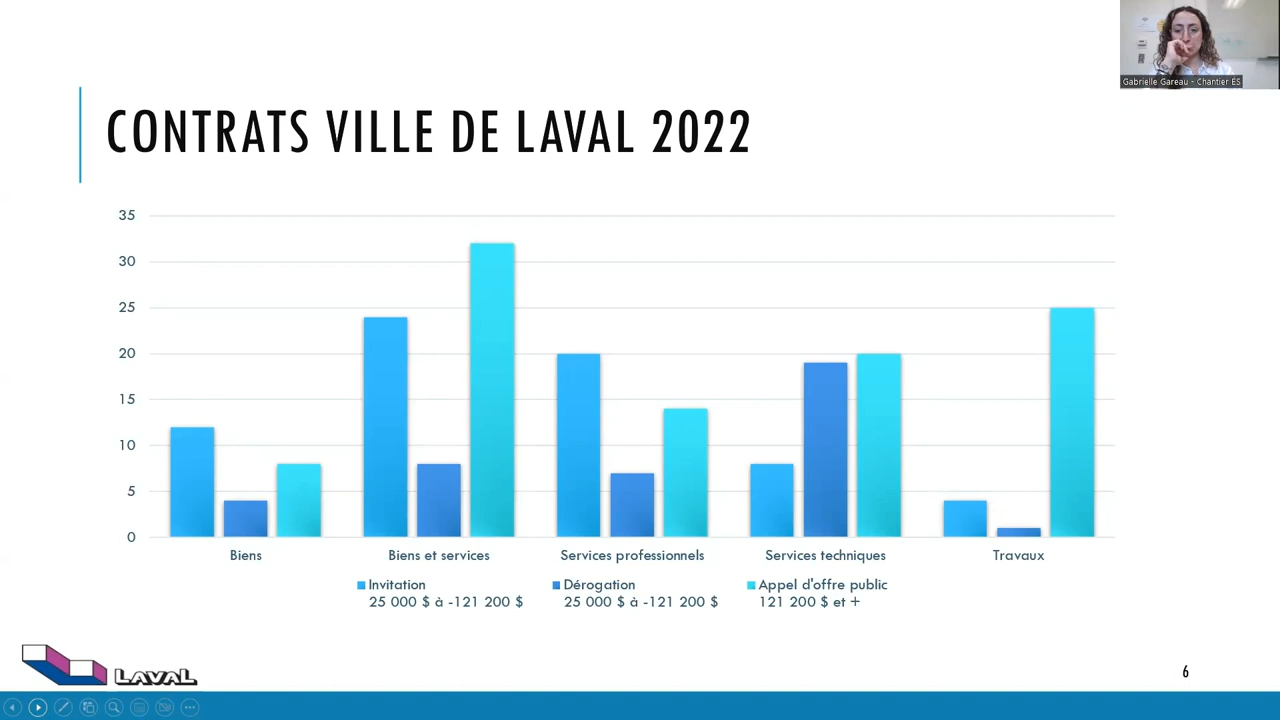 Gabrielle Gareau - Chantier ÉS
CONTRATS VILLE DE LAVAL 2022
35
30
25
20
15
10
5
0
Biens
Biens et services
Services professionnels
Services techniques
Travaux
Invitation
25 000 $ à -121 200 $
Dérogation
25 000 $ à -121 200 $
Appel d'offre public
121 200 $ et +
LAVAL
6